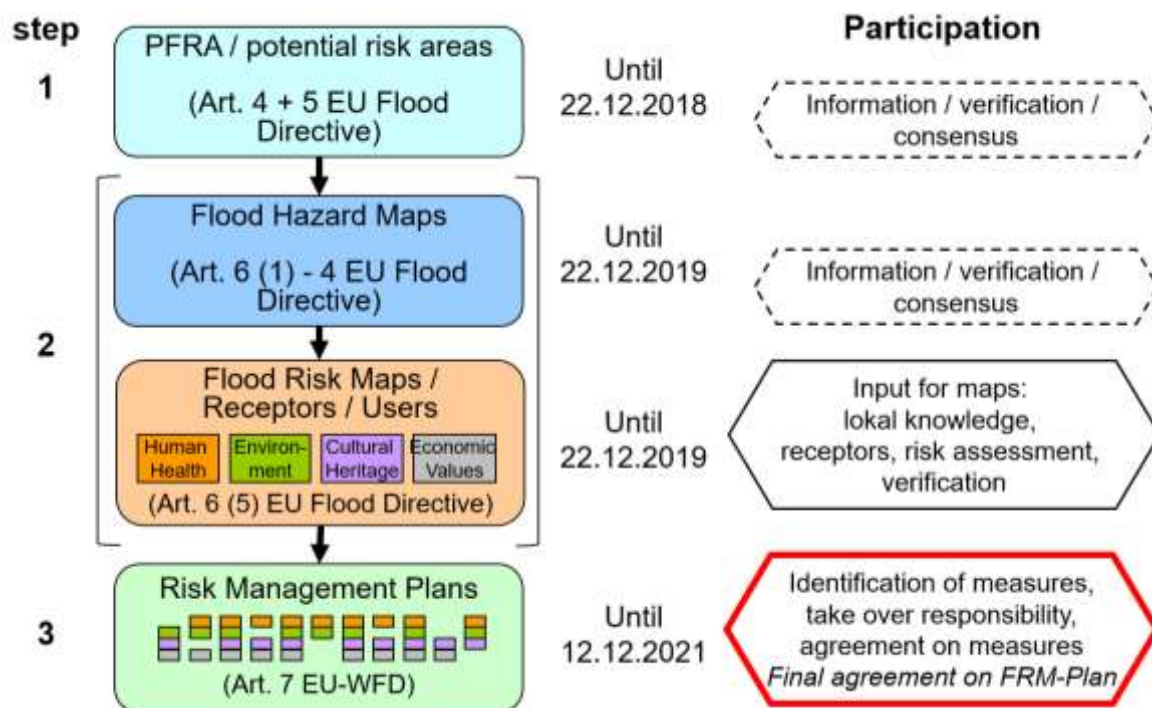 step
Participation
1
PFRA / potential risk areas
(Art. 4 + 5 EU Flood
Directive)
Until
22.12.2018
Information / verification /
consensus
2
Flood Hazard Maps
(Art. 6 (1) - 4 EU Flood
Directive)
Until
22.12.2019
Information / verification /
consensus
Flood Risk Maps /
Receptors / Users
Human
Health
Environ-
ment
Cultural
Heritage
Economic
Values
(Art. 6 (5) EU Flood Directive)
Until
22.12.2019
Input for maps:
lokal knowledge,
receptors, risk assessment,
verification
3
Risk Management Plans
(Art. 7 EU-WFD)
Until
12.12.2021
Identification of measures,
take over responsibility,
agreement on measures
Final agreement on FRM-Plan